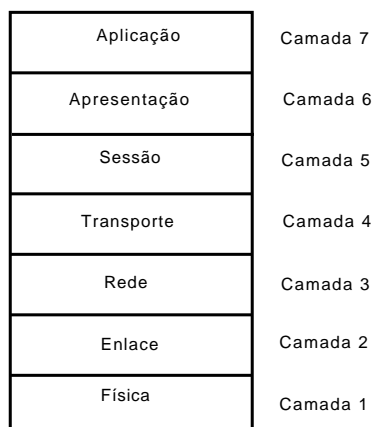 Aplicação Camada 7
Apresentação Camada 6
Sessão Camada 5
Transporte Camada 4
Rede Camada 3
Enlace Camada 2
Física Camada 1